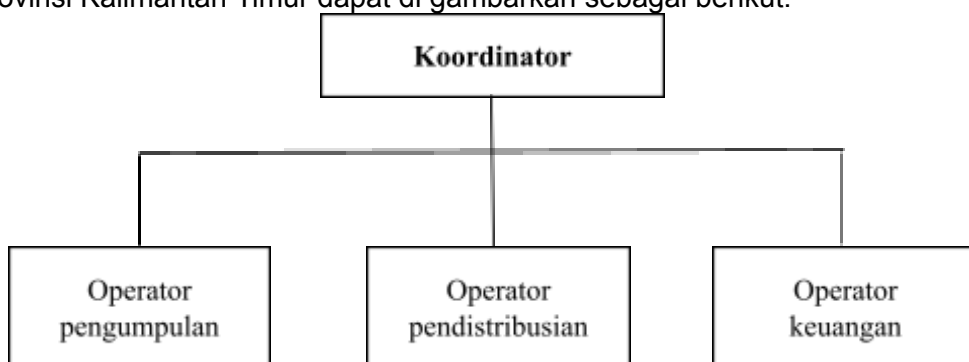 ovinsi Kalimantan Timur dapat di gambarkan sebagai berikut:
Koordinator
Operator
pengumpulan
Operator
pendistribusian
Operator
keuangan